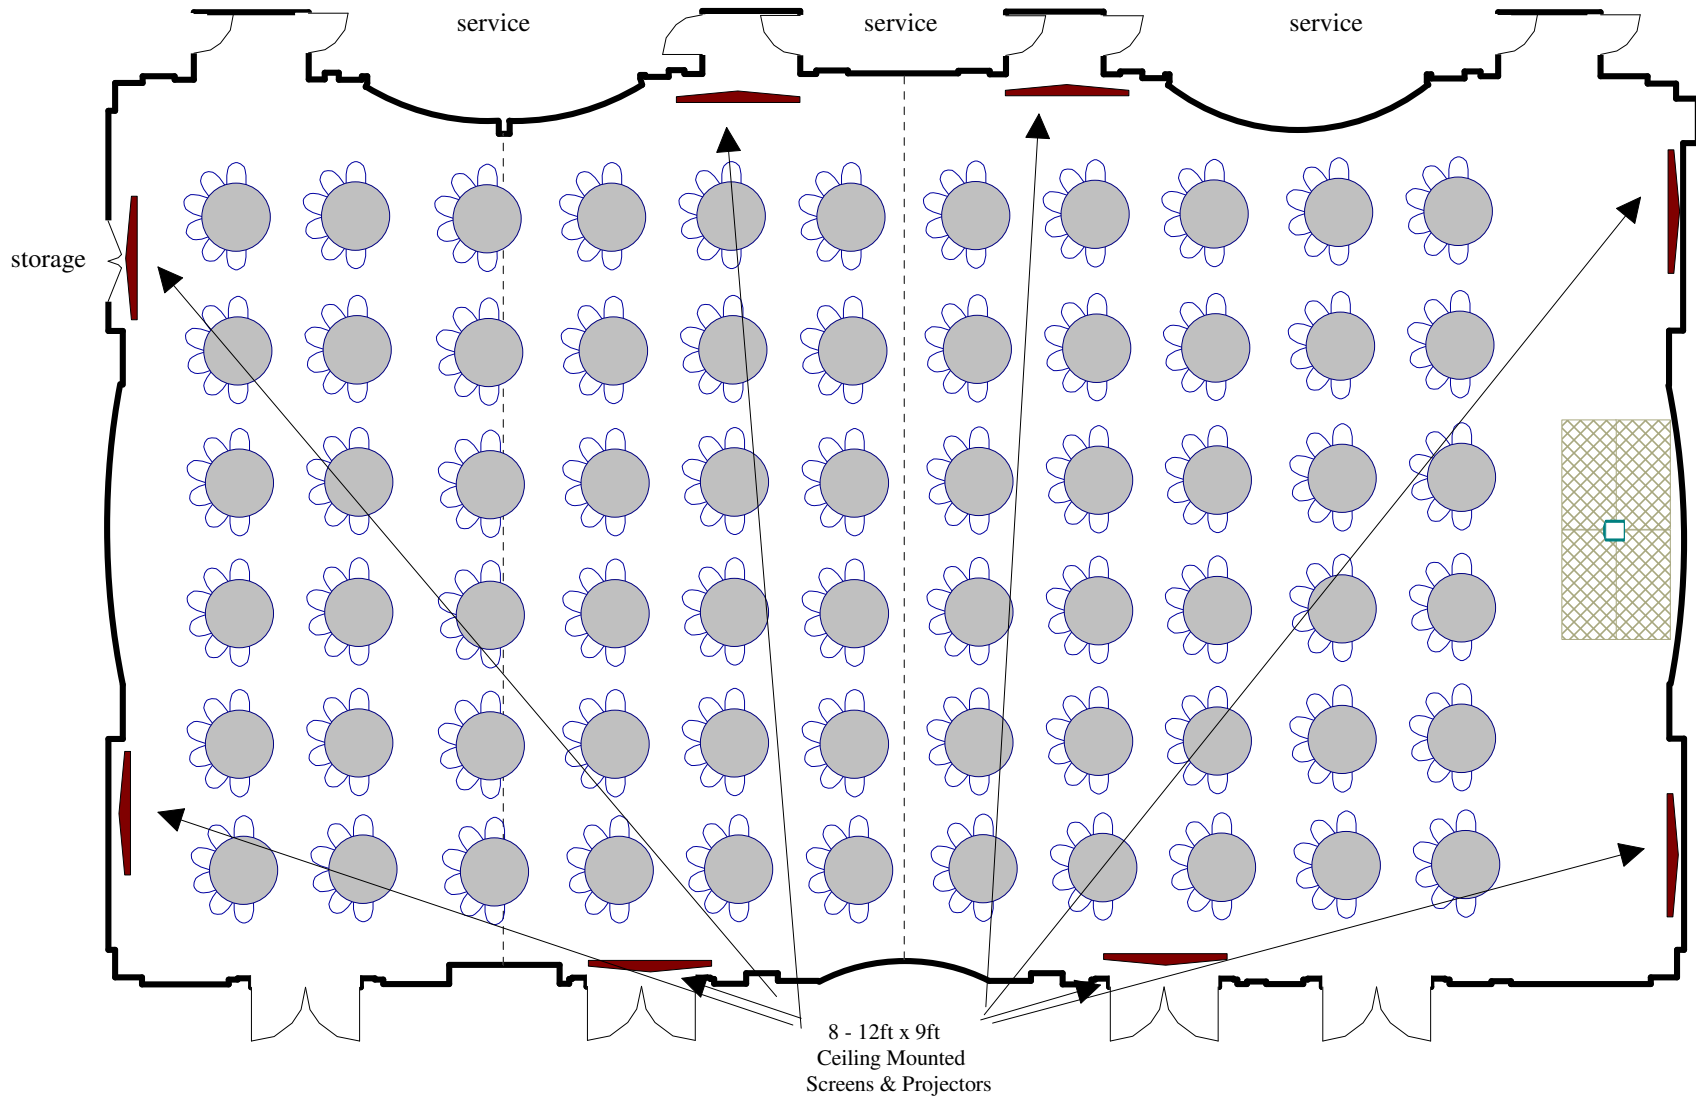 service
service
service
storage
8 - 12ft x 9ft
Ceiling Mounted
Screens & Projectors